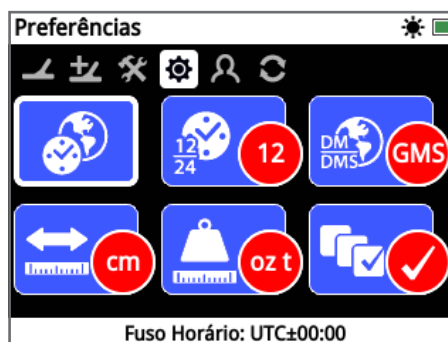 Preferências
12
24
12
DM
DMS
GMS
cm
oz t
Fuso Horário: UTC±00:00